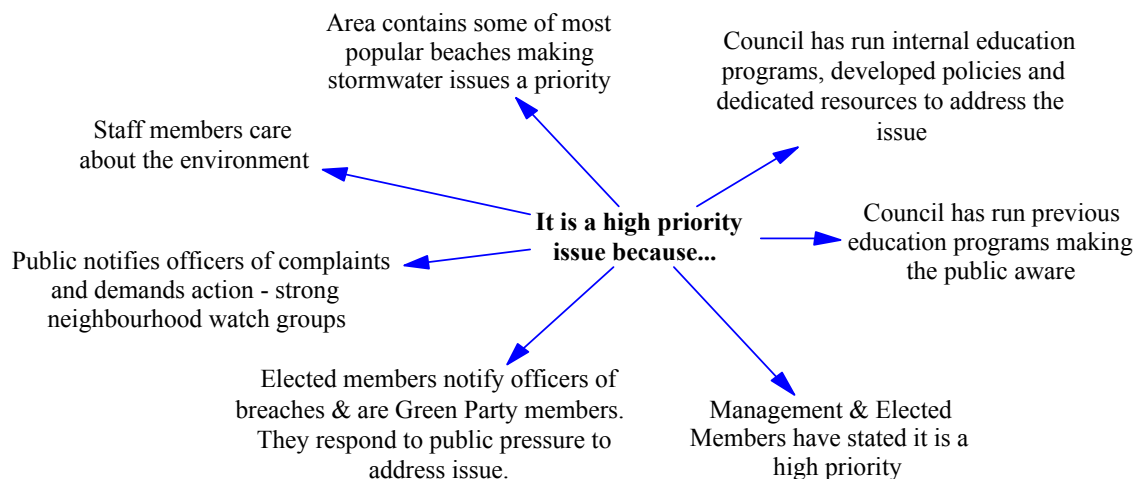 Area contains some of most
popular beaches making
stormwater issues a priority
Council has run internal education
programs, developed policies and
dedicated resources to address the
issue
Staff members care
about the environment
It is a high priority
issue because...
Council has run previous
education programs making
the public aware
Public notifies officers of complaints
and demands action - strong
neighbourhood watch groups
Elected members notify officers of
breaches & are Green Party members.
They respond to public pressure to
address issue.
Management & Elected
Members have stated it is a
high priority